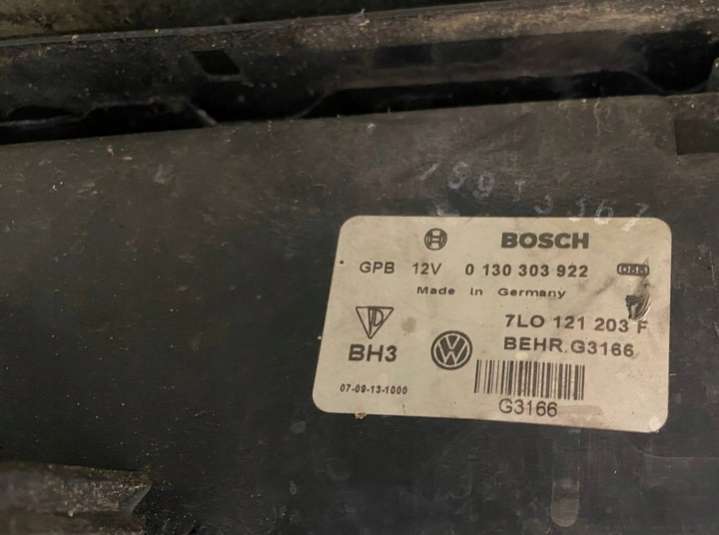 BOSCH
GPB 12V 0 130 303 922
Made in Germany
7LO 121 203 F
BH3
BEHR.G3166
07-09-13-1000
G3166